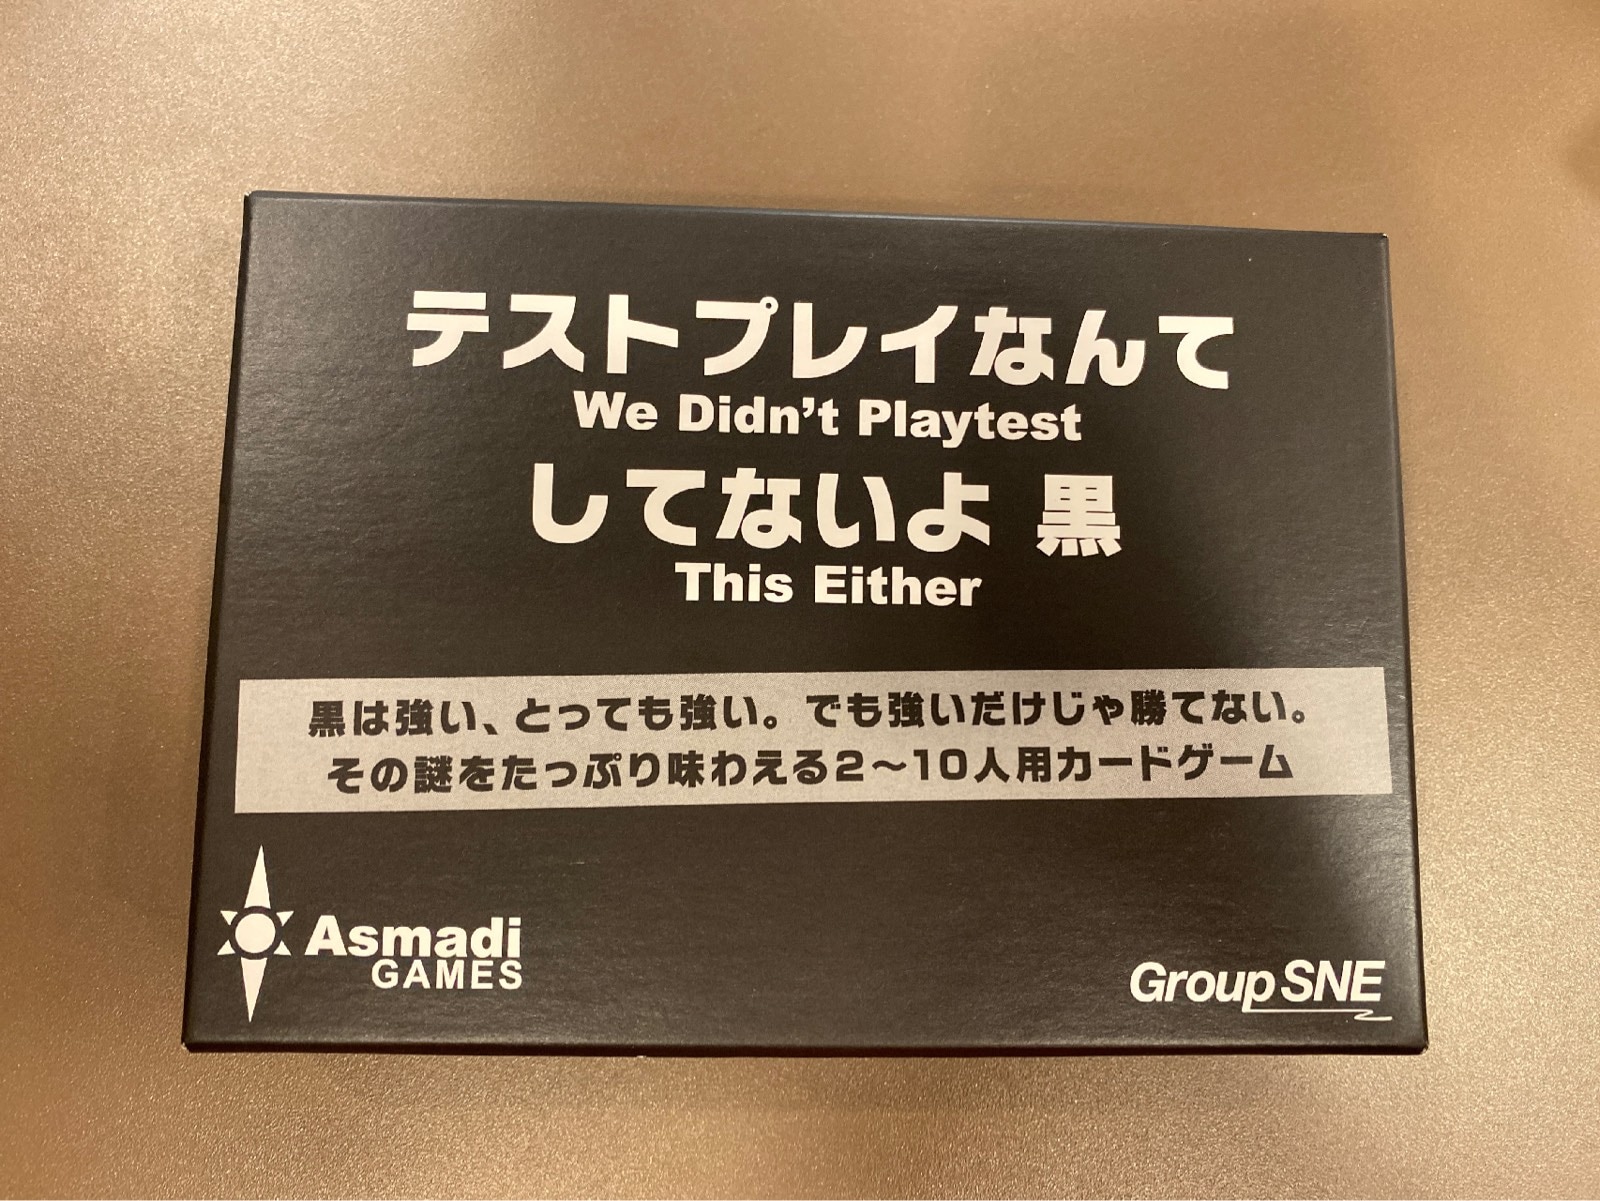 テストプレイなんて
We Didn't Playtest
してないよ 黒
This Either
黒は強い、とっても強い。でも強いだけじゃ勝てない。
その謎をたっぷり味わえる2〜10人用カードゲーム
Asmadi
GAMES
Group SNE